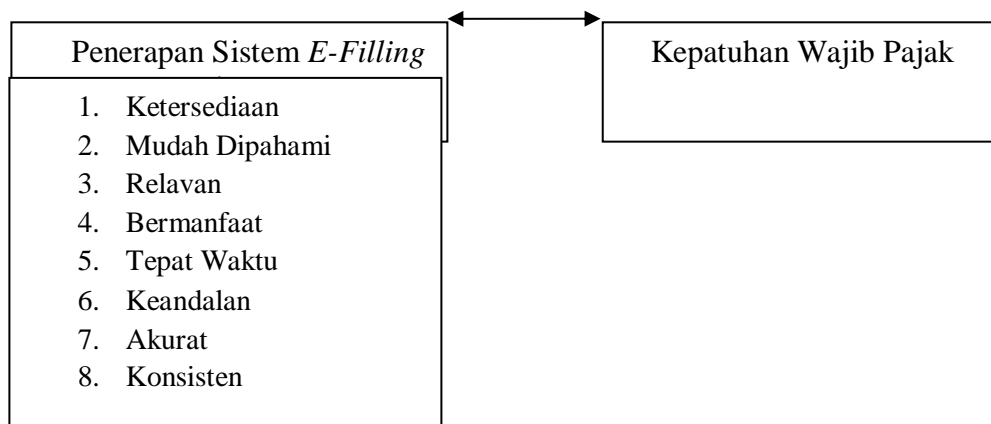 Penerapan Sistem E-Filling
Kepatuhan Wajib Pajak
1. Ketersediaan
2. Mudah Dipahami
3. Relavan
4. Bermanfaat
5. Tepat Waktu
6. Keandalan
7. Akurat
8. Konsisten